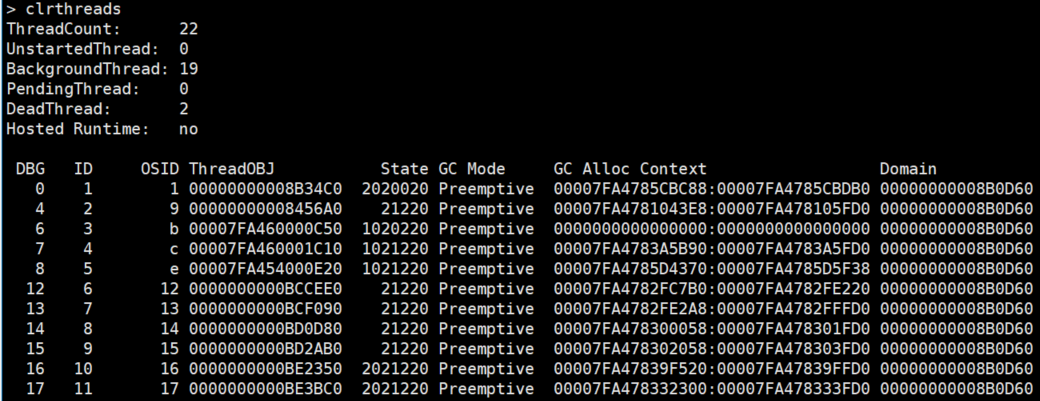 > clrthreads
ThreadCount:      22
UnstartedThread:  0
BackgroundThread: 19
PendingThread:    0
DeadThread:       2
Hosted Runtime:   no
DBG   ID     OSID ThreadOBJ           State GC Mode     GC Alloc Context                  Domain
0    1        1 00000000008B34C0  2020020 Preemptive  00007FA4785CBC88:00007FA4785CBDB0 00000000008B0D60
4    2        9 00000000008456A0    21220 Preemptive  00007FA4781043E8:00007FA478105FD0 00000000008B0D60
6    3        b 00007FA460000C50  1020220 Preemptive  0000000000000000:0000000000000000 00000000008B0D60
7    4        c 00007FA460001C10  1021220 Preemptive  00007FA4783A5B90:00007FA4783A5FD0 00000000008B0D60
8    5        e 00007FA454000E20  1021220 Preemptive  00007FA4785D4370:00007FA4785D5F38 00000000008B0D60
12    6       12 0000000000BCCEE0    21220 Preemptive  00007FA4782FC7B0:00007FA4782FE220 00000000008B0D60
13    7       13 0000000000BCF090    21220 Preemptive  00007FA4782FE2A8:00007FA4782FFFD0 00000000008B0D60
14    8       14 0000000000BD0D80    21220 Preemptive  00007FA478300058:00007FA478301FD0 00000000008B0D60
15    9       15 0000000000BD2AB0    21220 Preemptive  00007FA478302058:00007FA478303FD0 00000000008B0D60
16   10       16 0000000000BE2350  2021220 Preemptive  00007FA47839F520:00007FA47839FFD0 00000000008B0D60
17   11       17 0000000000BE3BC0  2021220 Preemptive  00007FA478332300:00007FA478333FD0 00000000008B0D60